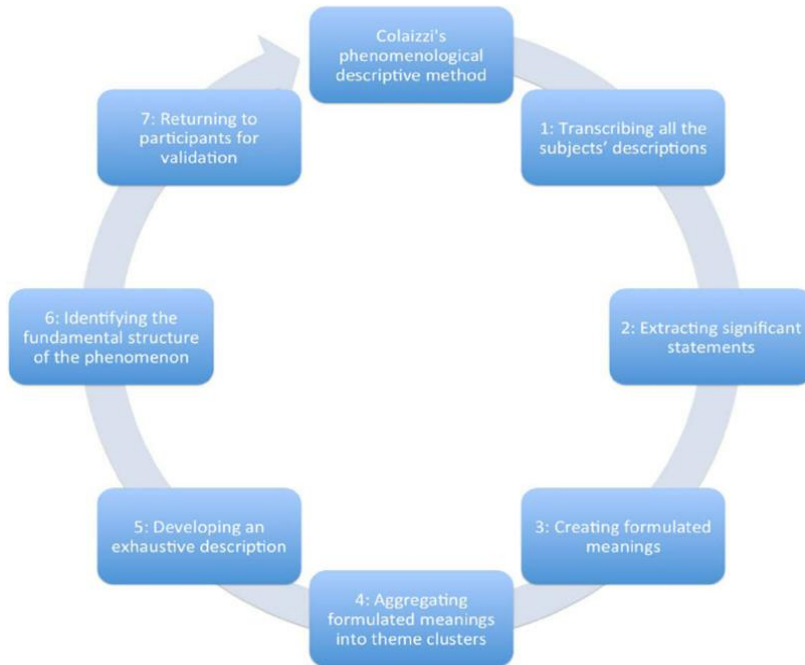 Colaizzi's
phenomenological
descriptive method
1: Transcribing all the
subjects' descriptions
2: Extracting significant
statements
3: Creating formulated
meanings
4: Aggregating
formulated meanings
into theme clusters
5: Developing an
exhaustive description
6: Identifying the
fundamental structure
of the phenomenon
7: Returning to
participants for
validation